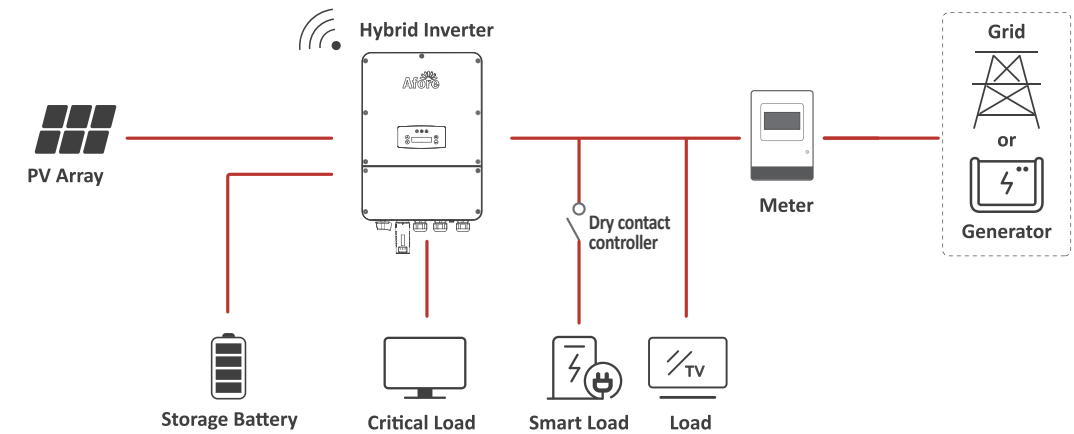 Hybrid Inverter
Grid
Afore
PV Array
or
Meter
Dry contact
controller
Generator
TV
Storage Battery
Critical Load
Smart Load
Load